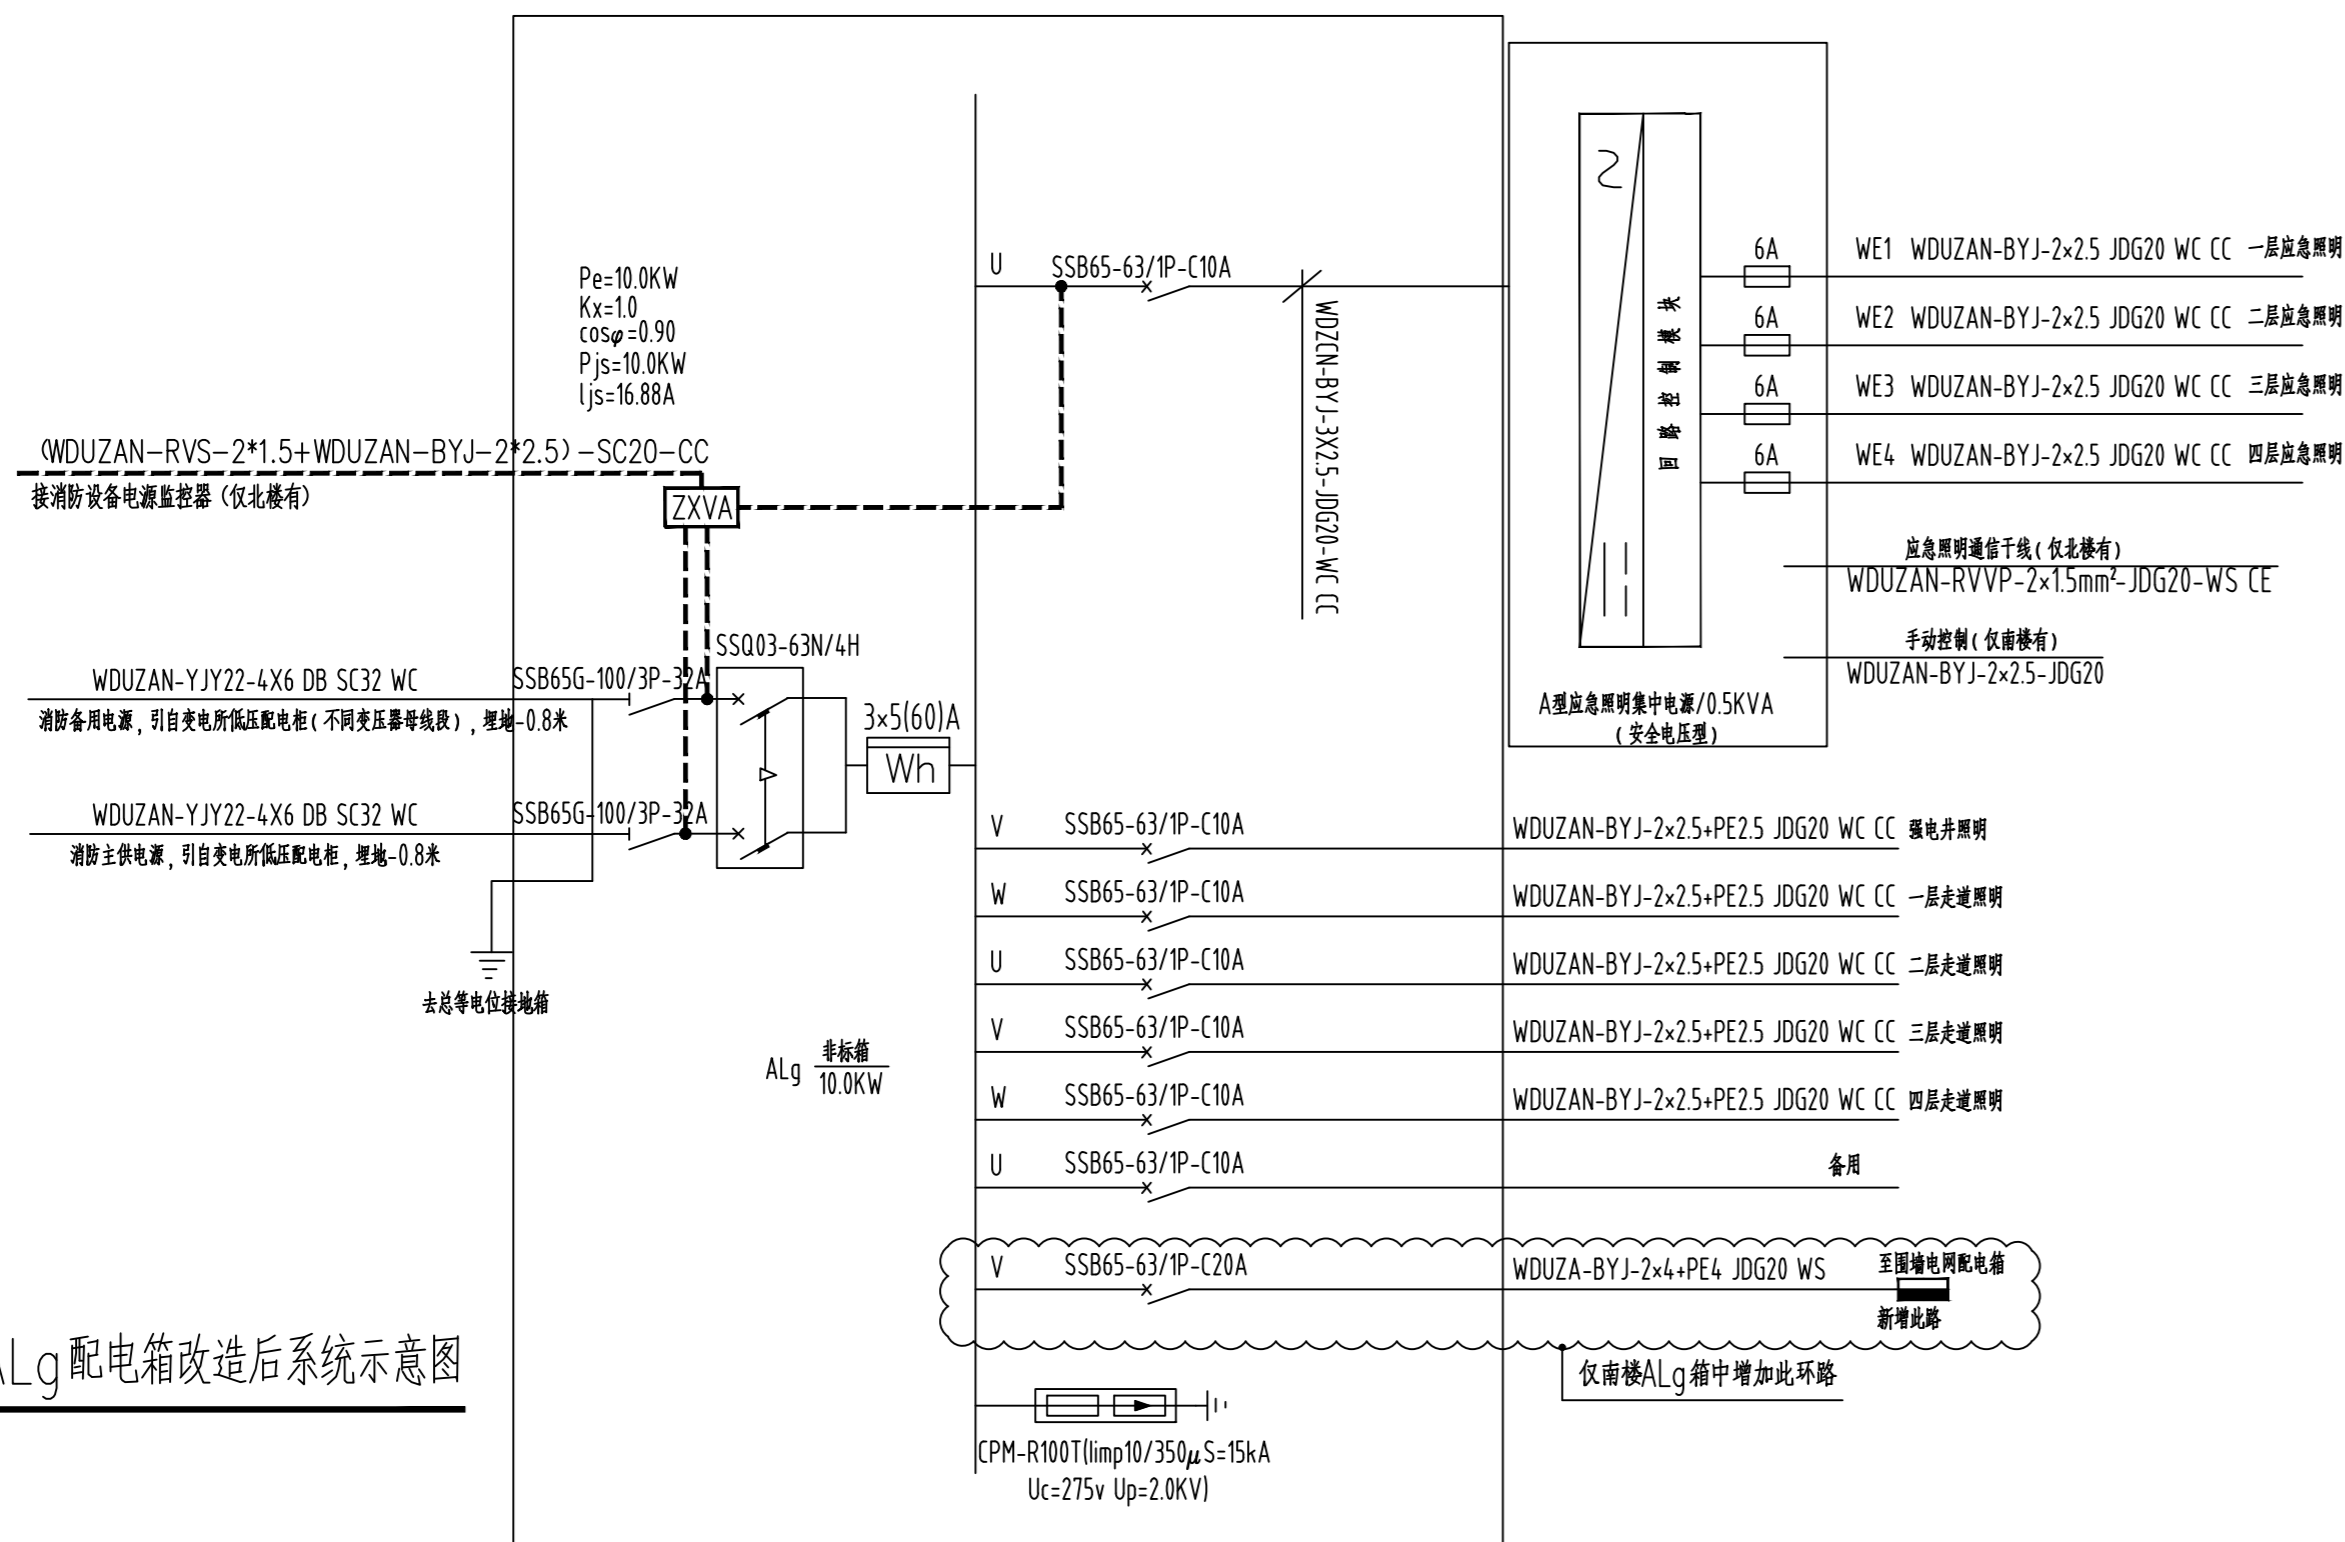 Pe=10.0KW
Kx=1.0
cosφ=0.90
Pjs=10.0KW
Ijs=16.88A
(WDUZAN-RVS-2*1.5+WDUZAN-BYJ-2*2.5)-SC20-CC
接消防设备电源监控器(仅北楼有)
ZXVA
WDUZAN-YJY22-4X6 DB SC32 WC
SSB65G-100/3P-32A
消防备用电源,引自变电所低压配电柜(不同变压器母线段),埋地-0.8米
WDUZAN-YJY22-4X6 DB SC32 WC
SSB65G-100/3P-32A
消防主供电源,引自变电所低压配电柜,埋地-0.8米
去总等电位接地箱
SSQ03-63N/4H
3×5(60)A
Wh
ALg 非标箱
10.0KW
U SSB65-63/1P-C10A
WDZCN-BYJ-3X2.5-JDG20-WC CC
回路控制模块
6A WE1 WDUZAN-BYJ-2×2.5 JDG20 WC CC 一层应急照明
6A WE2 WDUZAN-BYJ-2×2.5 JDG20 WC CC 二层应急照明
6A WE3 WDUZAN-BYJ-2×2.5 JDG20 WC CC 三层应急照明
6A WE4 WDUZAN-BYJ-2×2.5 JDG20 WC CC 四层应急照明
应急照明通信干线(仅北楼有)
WDUZAN-RVVP-2×1.5mm²-JDG20-WS CE
手动控制(仅南楼有)
WDUZAN-BYJ-2×2.5-JDG20
A型应急照明集中电源/0.5KVA
(安全电压型)
V SSB65-63/1P-C10A WDUZAN-BYJ-2×2.5+PE2.5 JDG20 WC CC 强电井照明
W SSB65-63/1P-C10A WDUZAN-BYJ-2×2.5+PE2.5 JDG20 WC CC 一层走道照明
U SSB65-63/1P-C10A WDUZAN-BYJ-2×2.5+PE2.5 JDG20 WC CC 二层走道照明
V SSB65-63/1P-C10A WDUZAN-BYJ-2×2.5+PE2.5 JDG20 WC CC 三层走道照明
W SSB65-63/1P-C10A WDUZAN-BYJ-2×2.5+PE2.5 JDG20 WC CC 四层走道照明
U SSB65-63/1P-C10A 备用
V SSB65-63/1P-C20A WDUZA-BYJ-2×4+PE4 JDG20 WS 至围墙电网配电箱
新增此路
仅南楼ALg箱中增加此环路
CPM-R100T(Iimp10/350μS=15kA
Uc=275v Up=2.0KV)
ALg配电箱改造后系统示意图